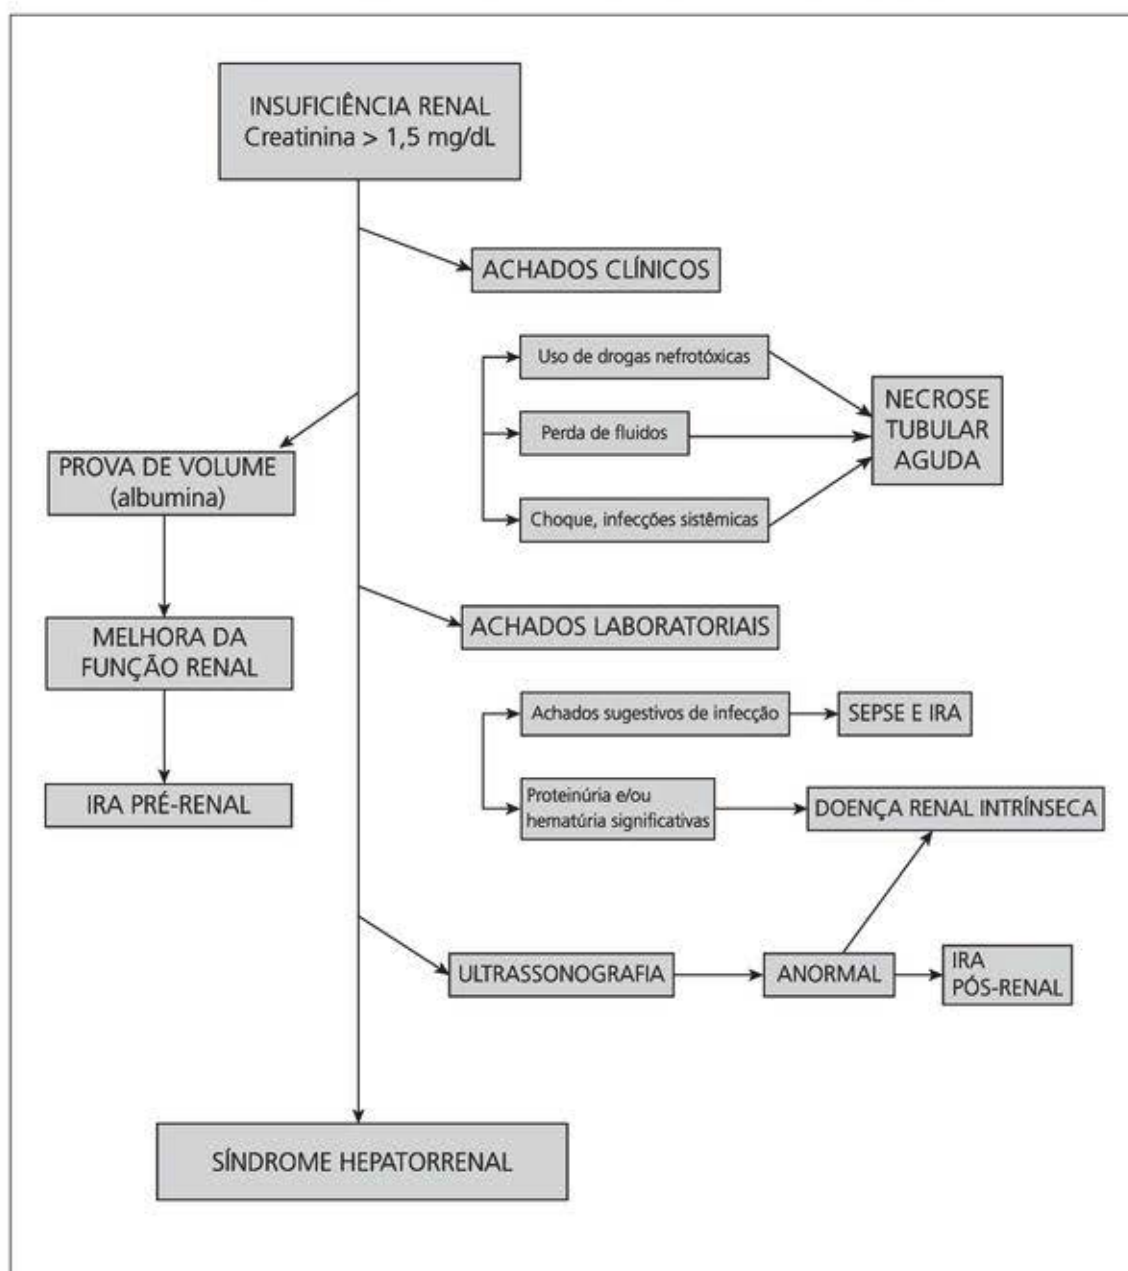 INSUFICIÊNCIA RENAL
Creatinina > 1,5 mg/dL
ACHADOS CLÍNICOS
Uso de drogas nefrotóxicas
Perda de fluidos
Choque, infecções sistêmicas
NECROSE
TUBULAR
AGUDA
PROVA DE VOLUME
(albumina)
MELHORA DA
FUNÇÃO RENAL
IRA PRÉ-RENAL
ACHADOS LABORATORIAIS
Achados sugestivos de infecção
SEPSE E IRA
Proteinúria e/ou
hematúria significativas
DOENÇA RENAL INTRÍNSECA
ULTRASSONOGRAFIA
ANORMAL
IRA
PÓS-RENAL
SÍNDROME HEPATORRENAL